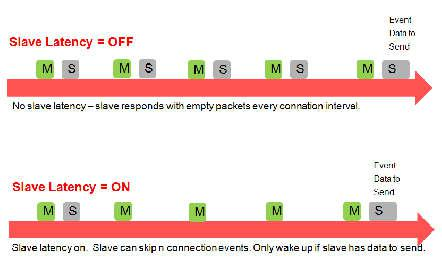 Event
Data to
Send
Slave Latency = OFF
M S M S M S M S M S
No slave latency – slave responds with empty packets every connation interval.
Event
Data to
Send
Slave Latency = ON
M S M M M M S
Slave latency on. Slave can skip n connection events. Only wake up if slave has data to send.